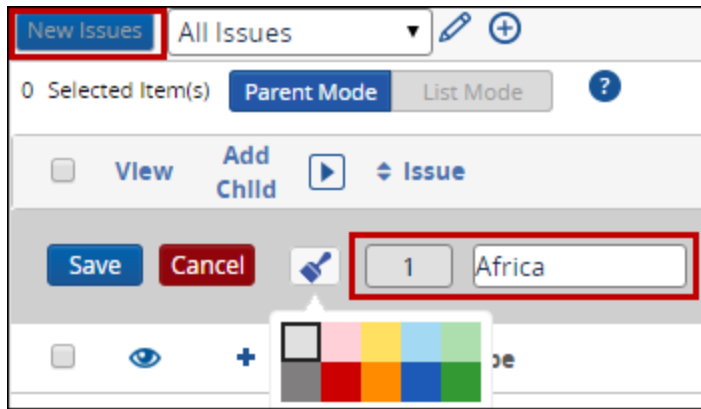 New Issues All Issues
0 Selected Item(s) Parent Mode List Mode ?
View Add Child Issue
Save Cancel 1 Africa